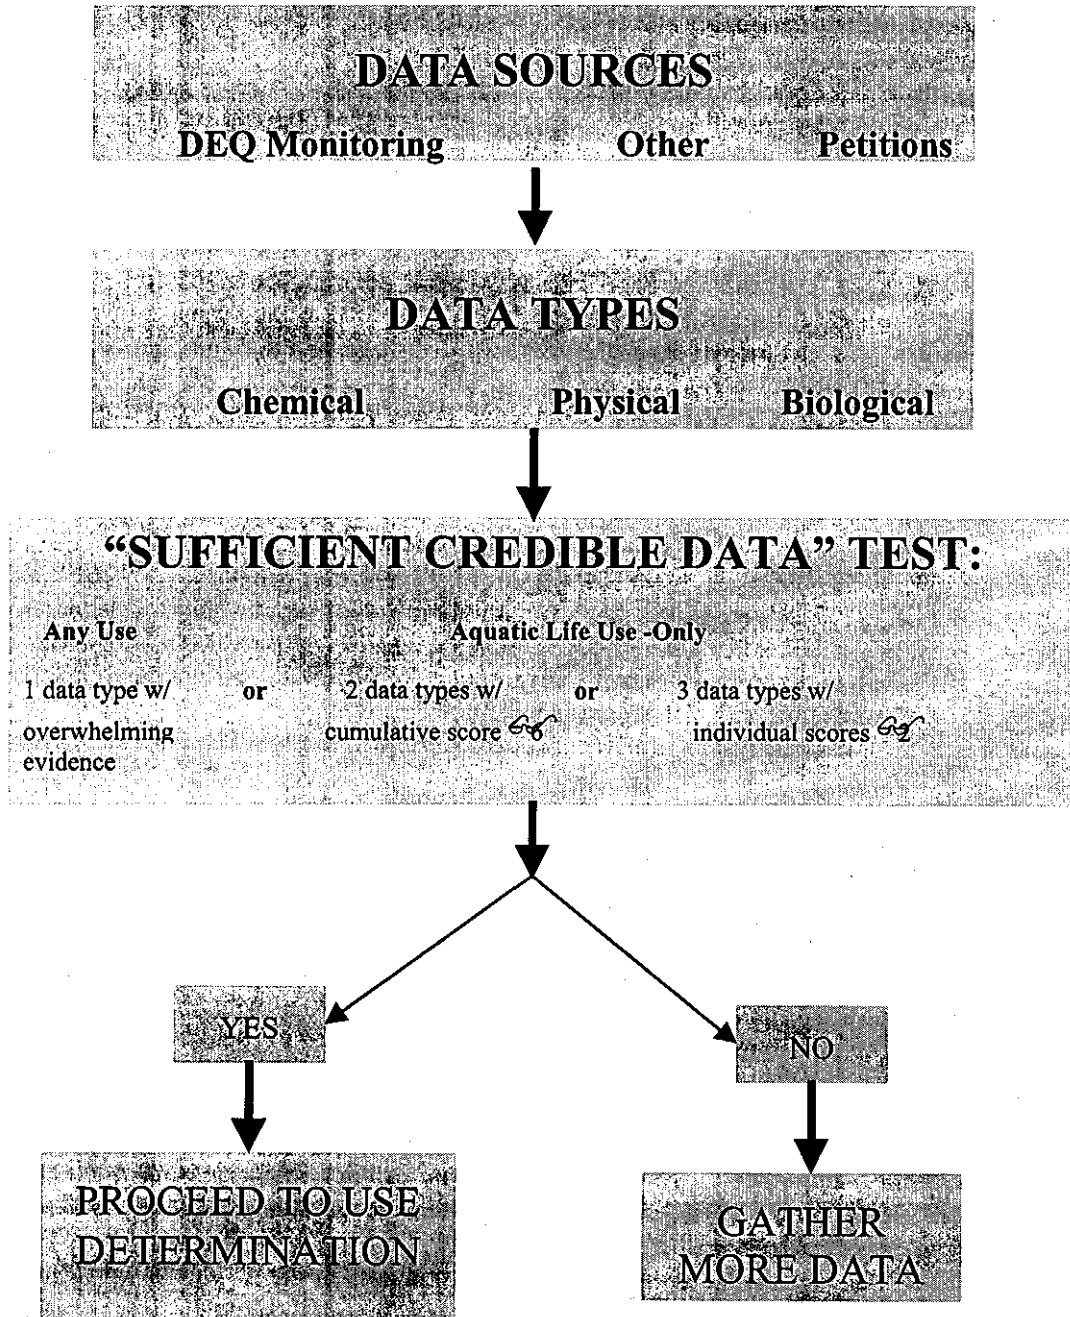 DATA SOURCES
DEQ Monitoring Other Petitions
DATA TYPES
Chemical Physical Biological
“SUFFICIENT CREDIBLE DATA” TEST:
Any Use Aquatic Life Use -Only
1 data type w/ or 2 data types w/ or 3 data types w/
overwhelming cumulative score 6 individual scores 2
evidence
YES
NO
PROCEED TO USE
DETERMINATION
GATHER
MORE DATA